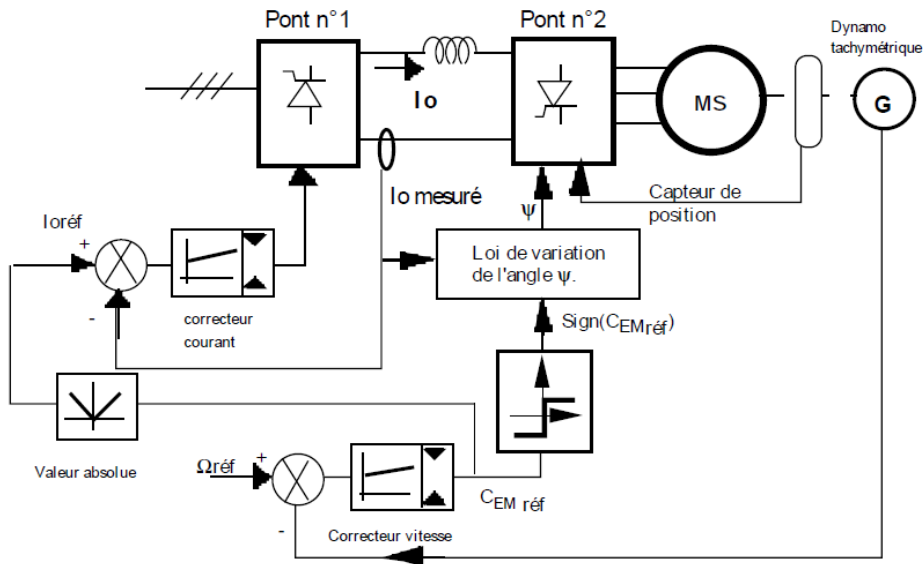 Pont n°1
Pont n°2
Dynamo
tachymétrique
Io
MS
G
Io mesuré
Capteur de
position
ψ
Ioréf
+
-
correcteur
courant
Loi de variation
de l'angle ψ.
Sign(CEMréf)
Valeur absolue
Ωréf
+
-
CEM réf
Correcteur vitesse